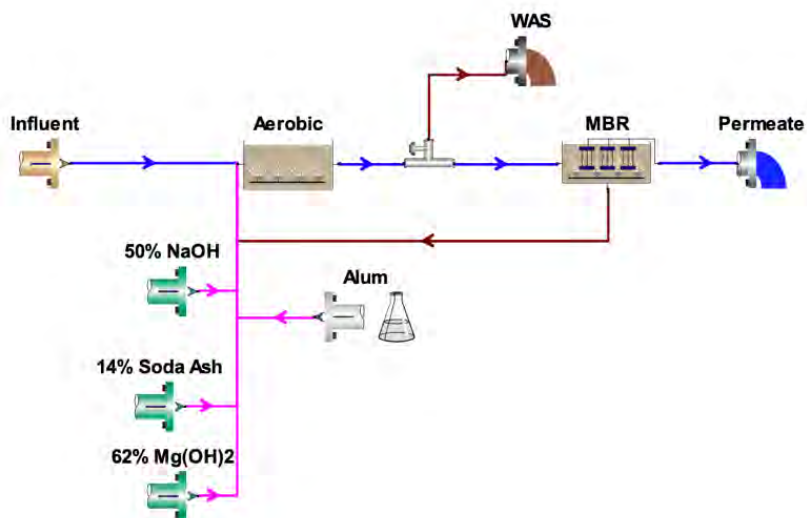 WAS
Influent
Aerobic
MBR
Permeate
50% NaOH
Alum
14% Soda Ash
62% Mg(OH)2